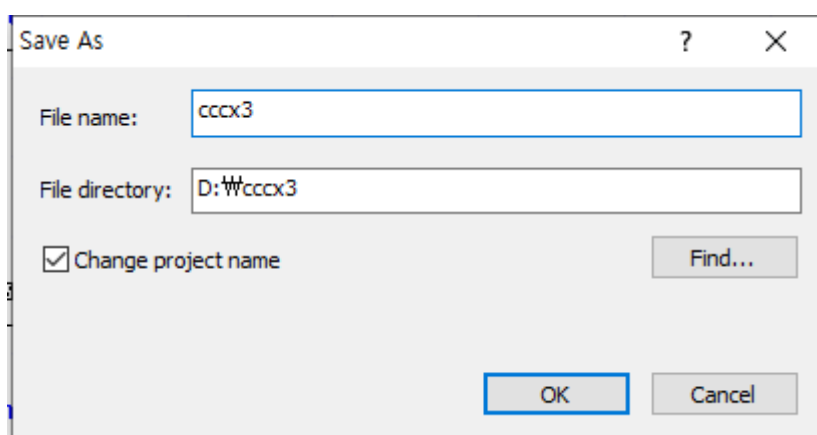 Save As
?
File name:
cccx3
File directory:
D:₩cccx3
Change project name
Find...
OK
Cancel